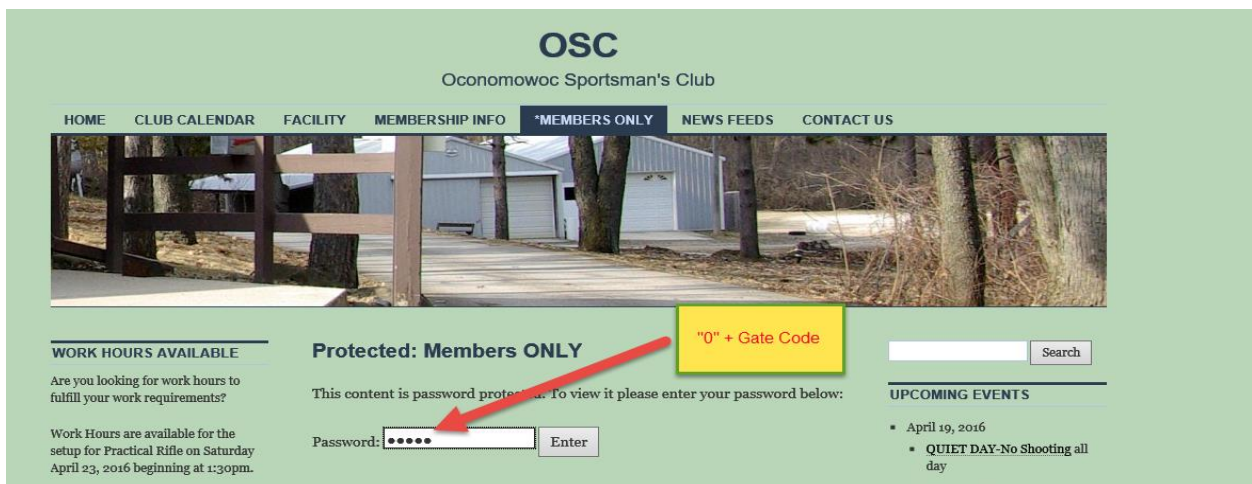 OSC
Oconomowoc Sportsman's Club
HOME CLUB CALENDAR FACILITY MEMBERSHIP INFO *MEMBERS ONLY NEWS FEEDS CONTACT US
WORK HOURS AVAILABLE
Are you looking for work hours to
fulfill your work requirements?
Work Hours are available for the
setup for Practical Rifle on Saturday
April 23, 2016 beginning at 1:30pm.
Protected: Members ONLY
"0" + Gate Code
This content is password protected. To view it please enter your password below:
Password: ●●●●● Enter
Search
UPCOMING EVENTS
▪ April 19, 2016
▪ QUIET DAY-No Shooting all
day